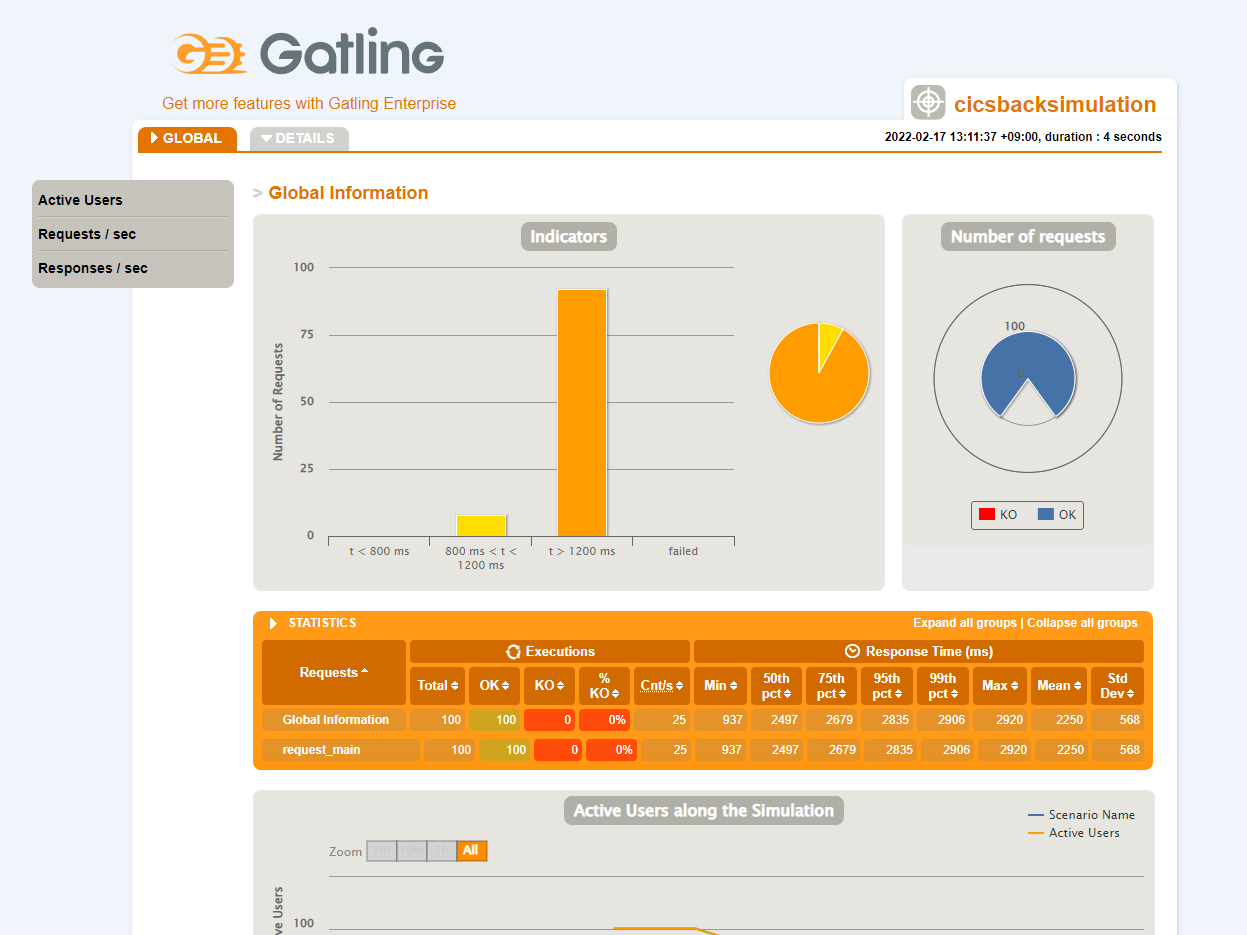 Gatling
Get more features with Gatling Enterprise
cicsbacksimulation
GLOBAL
DETAILS
2022-02-17 13:11:37 +09:00, duration : 4 seconds
Active Users
Requests / sec
Responses / sec
> Global Information
Indicators
Number of Requests
100
75
50
25
0
t < 800 ms
800 ms < t <
1200 ms
t > 1200 ms
failed
Number of requests
100
0
KO OK
STATISTICS
Expand all groups | Collapse all groups
Requests
Executions
Response Time (ms)
Total OK KO % KO Cnt/s Min 50th pct 75th pct 95th pct 99th pct Max Mean Std Dev
Global Information 100 100 0 0% 25 937 2497 2679 2835 2906 2920 2250 568
request_main 100 100 0 0% 25 937 2497 2679 2835 2906 2920 2250 568
Active Users along the Simulation
Scenario Name
Active Users
Zoom 10m 1h All
100
ve Users